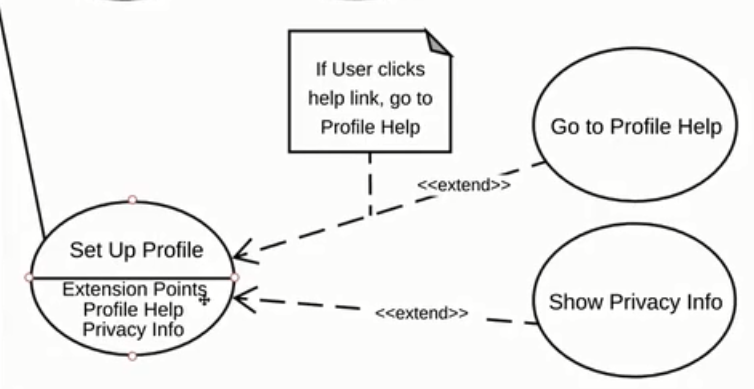 If User clicks
help link, go to
Profile Help
Go to Profile Help
<<extend>>
Set Up Profile
Extension Points
Profile Help
Privacy Info
<<extend>>
Show Privacy Info